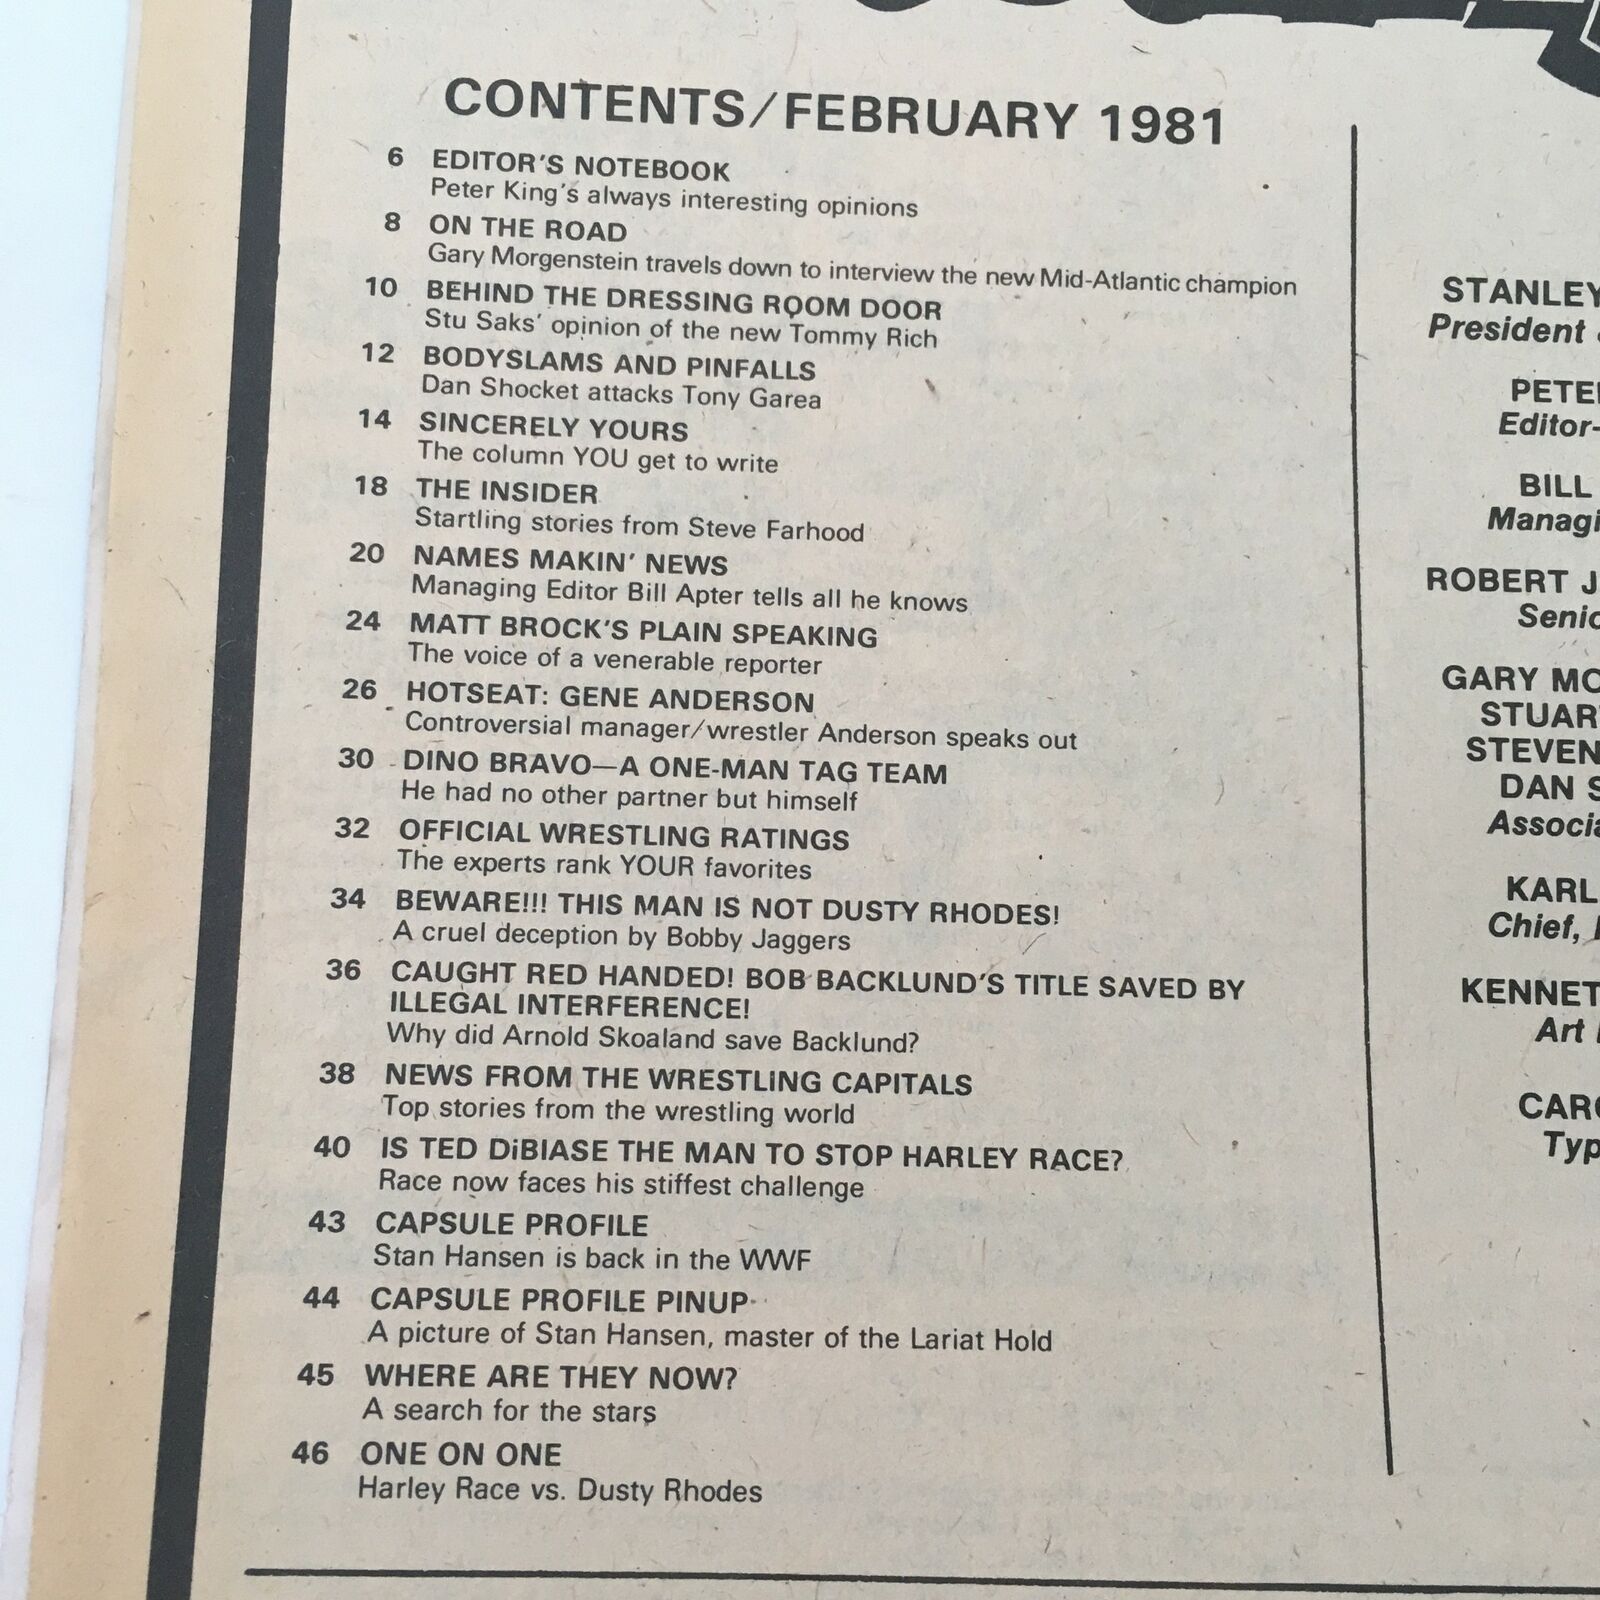 CONTENTS/FEBRUARY 1981
6 EDITOR'S NOTEBOOK
Peter King's always interesting opinions
8 ON THE ROAD
Gary Morgenstein travels down to interview the new Mid-Atlantic champion
10 BEHIND THE DRESSING ROOM DOOR
Stu Saks' opinion of the new Tommy Rich
12 BODYSLAMS AND PINFALLS
Dan Shocket attacks Tony Garea
14 SINCERELY YOURS
The column YOU get to write
18 THE INSIDER
Startling stories from Steve Farhood
20 NAMES MAKIN' NEWS
Managing Editor Bill Apter tells all he knows
24 MATT BROCK'S PLAIN SPEAKING
The voice of a venerable reporter
26 HOTSEAT: GENE ANDERSON
Controversial manager/wrestler Anderson speaks out
30 DINO BRAVO—A ONE-MAN TAG TEAM
He had no other partner but himself
32 OFFICIAL WRESTLING RATINGS
The experts rank YOUR favorites
34 BEWARE!!! THIS MAN IS NOT DUSTY RHODES!
A cruel deception by Bobby Jaggers
36 CAUGHT RED HANDED! BOB BACKLUND'S TITLE SAVED BY
ILLEGAL INTERFERENCE!
Why did Arnold Skoaland save Backlund?
38 NEWS FROM THE WRESTLING CAPITALS
Top stories from the wrestling world
40 IS TED DiBIASE THE MAN TO STOP HARLEY RACE?
Race now faces his stiffest challenge
43 CAPSULE PROFILE
Stan Hansen is back in the WWF
44 CAPSULE PROFILE PINUP
A picture of Stan Hansen, master of the Lariat Hold
45 WHERE ARE THEY NOW?
A search for the stars
46 ONE ON ONE
Harley Race vs. Dusty Rhodes
STANLEY
President
PETE
Editor-
BILL
Managi
ROBERT J
Senio
GARY MO
STUAR
STEVEN
DAN S
Associa
KARL
Chief,
KENNET
Art
CARO
Typ